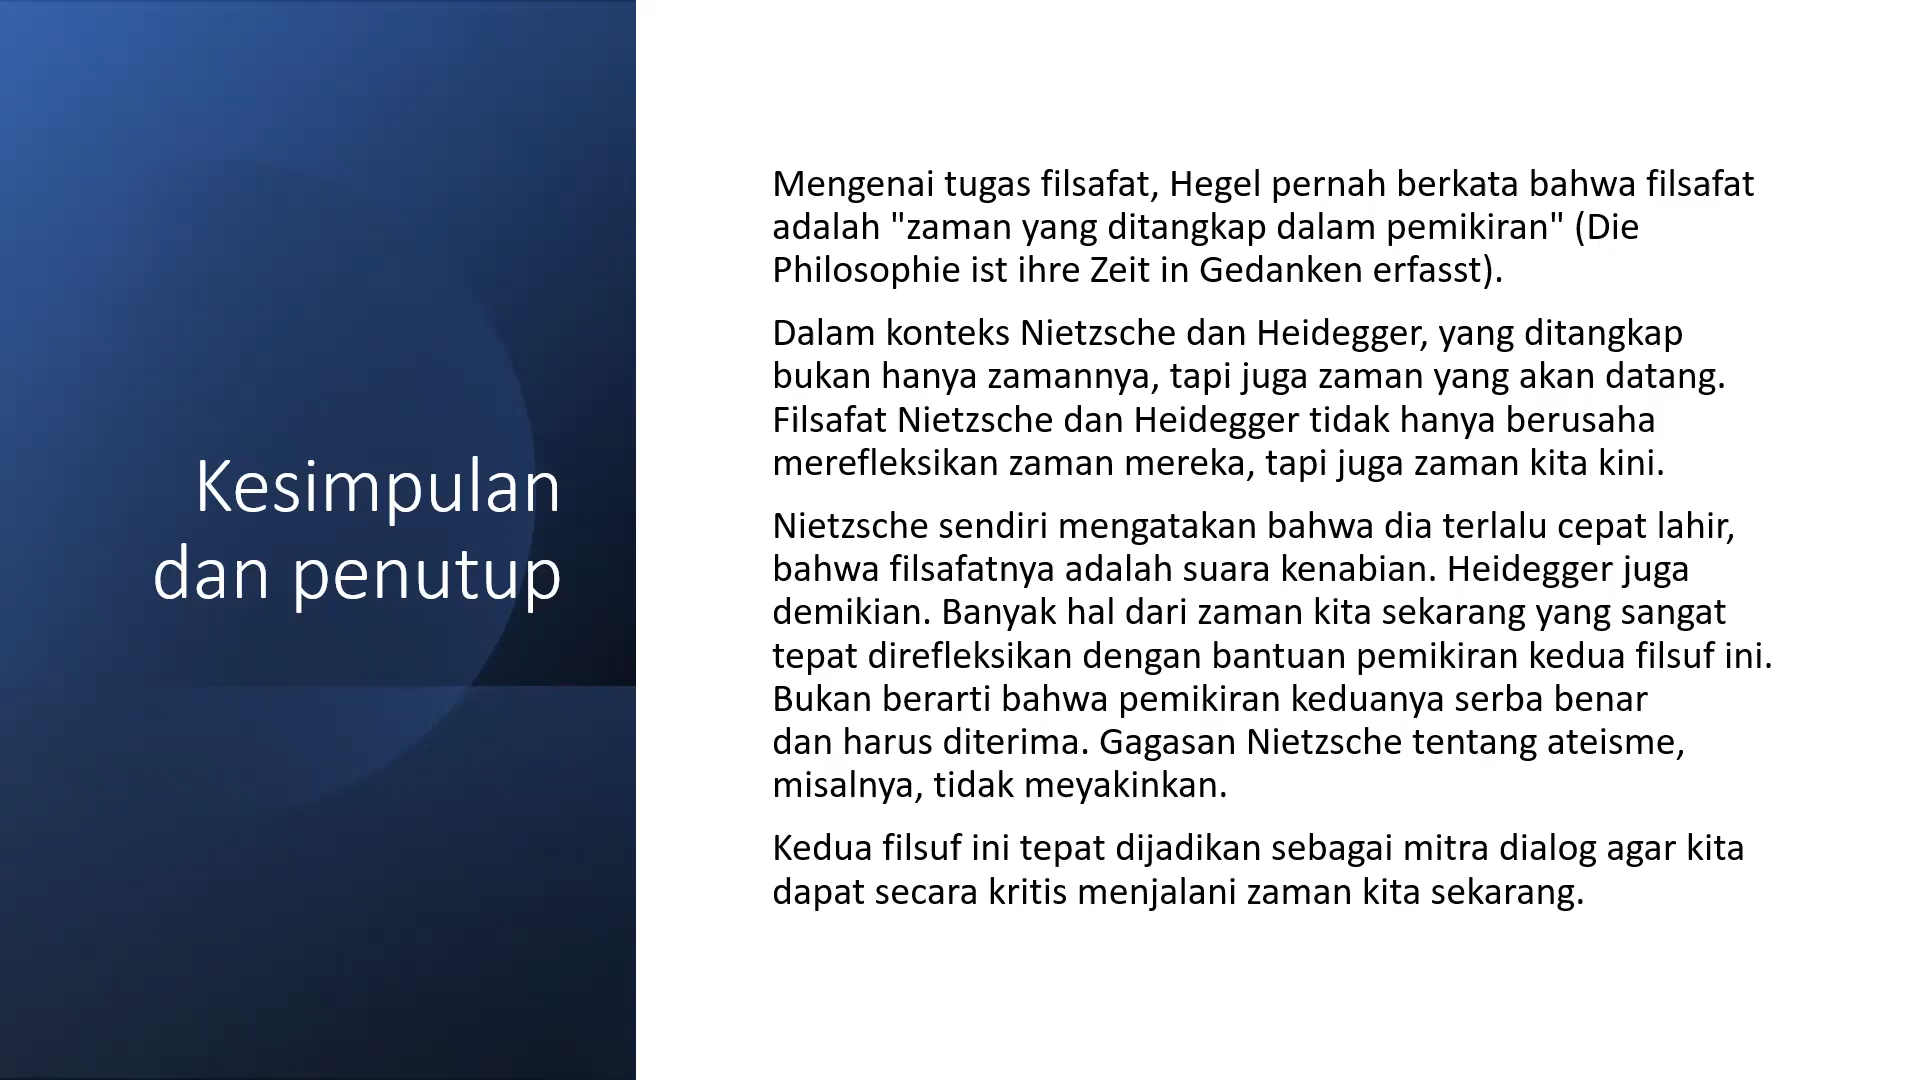 Kesimpulan
dan penutup
Mengenai tugas filsafat, Hegel pernah berkata bahwa filsafat
adalah "zaman yang ditangkap dalam pemikiran" (Die
Philosophie ist ihre Zeit in Gedanken erfasst).
Dalam konteks Nietzsche dan Heidegger, yang ditangkap
bukan hanya zamannya, tapi juga zaman yang akan datang.
Filsafat Nietzsche dan Heidegger tidak hanya berusaha
merefleksikan zaman mereka, tapi juga zaman kita kini.
Nietzsche sendiri mengatakan bahwa dia terlalu cepat lahir,
bahwa filsafatnya adalah suara kenabian. Heidegger juga
demikian. Banyak hal dari zaman kita sekarang yang sangat
tepat direfleksikan dengan bantuan pemikiran kedua filsuf ini.
Bukan berarti bahwa pemikiran keduanya serba benar
dan harus diterima. Gagasan Nietzsche tentang ateisme,
misalnya, tidak meyakinkan.
Kedua filsuf ini tepat dijadikan sebagai mitra dialog agar kita
dapat secara kritis menjalani zaman kita sekarang.